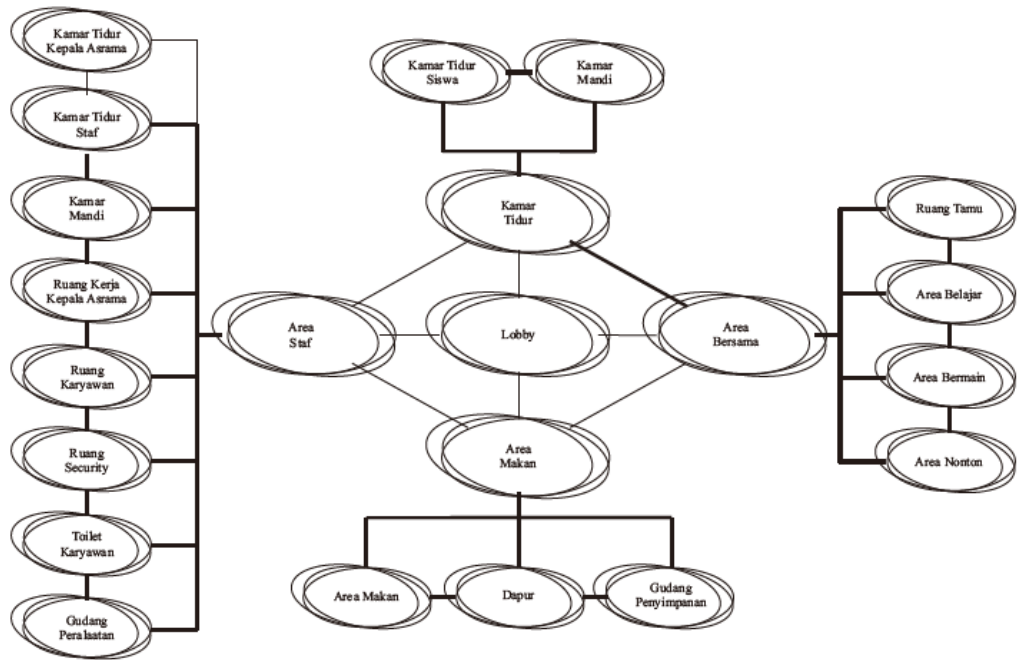 Kamar Tidur
Kepala Asrama
Kamar Tidur
Staf
Kamar
Mandi
Ruang Kerja
Kepala Asrama
Ruang
Karyawan
Ruang
Security
Toilet
Karyawan
Gudang
Peralaatan
Kamar Tidur
Siswa
Kamar
Mandi
Kamar
Tidur
Area
Staf
Lobby
Area
Bersama
Area
Makan
Area Makan
Dapur
Gudang
Penyimpanan
Ruang Tamu
Area Belajar
Area Bermain
Area Nonton